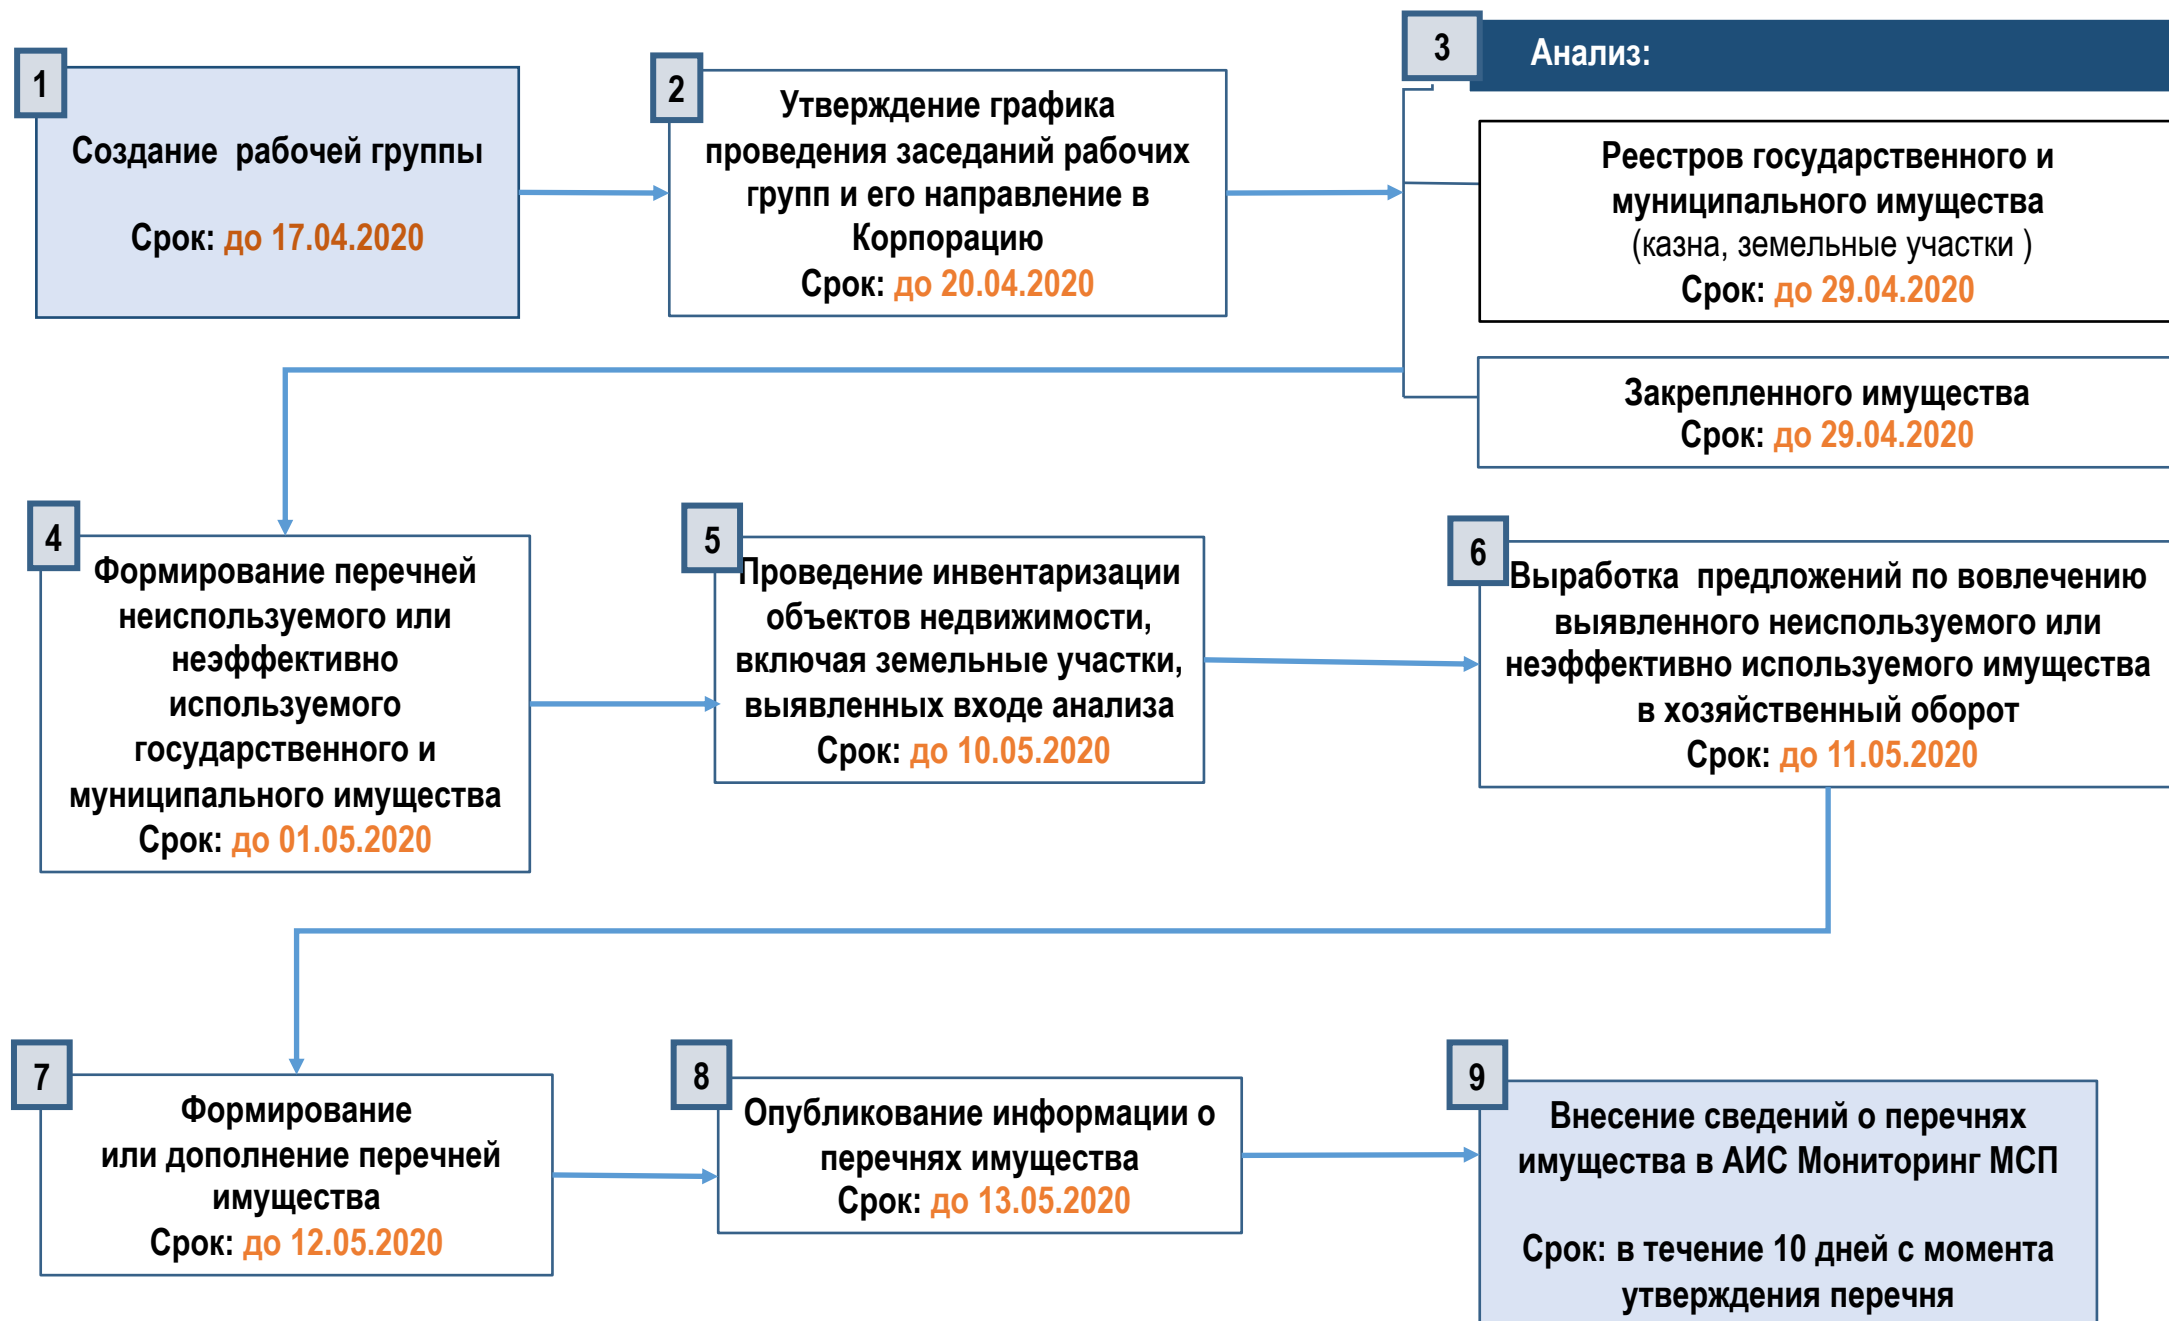 1
Создание рабочей группы
Срок: до 17.04.2020
2
Утверждение графика
проведения заседаний рабочих
групп и его направление в
Корпорацию
Срок: до 20.04.2020
3
Анализ:
Реестров государственного и
муниципального имущества
(казна, земельные участки )
Срок: до 29.04.2020
Закрепленного имущества
Срок: до 29.04.2020
4
Формирование перечней
неиспользуемого или
неэффективно
используемого
государственного и
муниципального имущества
Срок: до 01.05.2020
5
Проведение инвентаризации
объектов недвижимости,
включая земельные участки,
выявленных входе анализа
Срок: до 10.05.2020
6
Выработка предложений по вовлечению
выявленного неиспользуемого или
неэффективно используемого имущества
в хозяйственный оборот
Срок: до 11.05.2020
7
Формирование
или дополнение перечней
имущества
Срок: до 12.05.2020
8
Опубликование информации о
перечнях имущества
Срок: до 13.05.2020
9
Внесение сведений о перечнях
имущества в АИС Мониторинг МСП
Срок: в течение 10 дней с момента
утверждения перечня